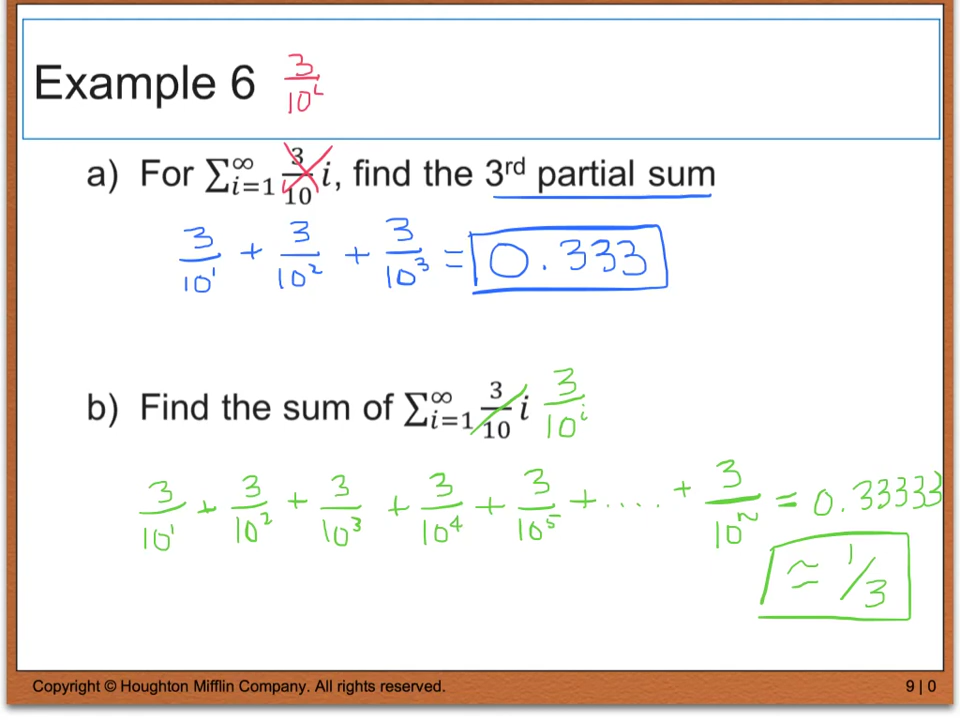 Example 6 3/10^i
a) For ∑_{i=1}^{∞} 3/10 i, find the 3rd partial sum
3/10^1 + 3/10^2 + 3/10^3 = 0.333
b) Find the sum of ∑_{i=1}^{∞} 3/10 i 3/10^i
3/10^1 + 3/10^2 + 3/10^3 + 3/10^4 + 3/10^5 + .... + 3/10^n = 0.33333
≈ 1/3
Copyright © Houghton Mifflin Company. All rights reserved. 9 | 0